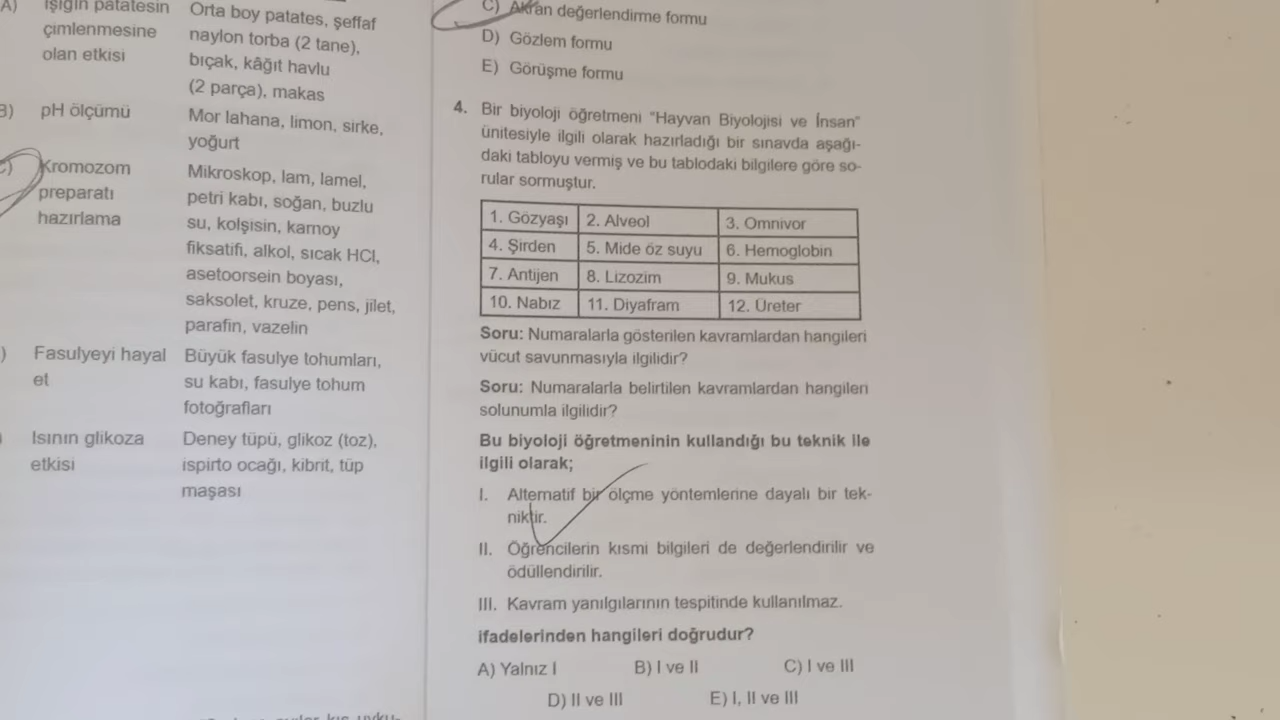 A) Işığın patatesin Orta boy patates, şeffaf
çimlenmesine naylon torba (2 tane),
olan etkisi bıçak, kâğıt havlu
(2 parça), makas
B) pH ölçümü Mor lahana, limon, sirke,
yoğurt
Kromozom Mikroskop, lam, lamel,
preparatı petri kabı, soğan, buzlu
hazırlama su, kolşisin, karnoy
fiksatifi, alkol, sıcak HCl,
asetoorsein boyası,
saksolet, kruze, pens, jilet,
parafin, vazelin
) Fasulyeyi hayal Büyük fasulye tohumları,
et su kabı, fasulye tohum
fotoğrafları
Isının glikoza Deney tüpü, glikoz (toz),
etkisi ispirto ocağı, kibrit, tüp
maşası
C) Akran değerlendirme formu
D) Gözlem formu
E) Görüşme formu
4. Bir biyoloji öğretmeni "Hayvan Biyolojisi ve İnsan"
ünitesiyle ilgili olarak hazırladığı bir sınavda aşağı-
daki tabloyu vermiş ve bu tablodaki bilgilere göre so-
rular sormuştur.
1. Gözyaşı 2. Alveol 3. Omnivor
4. Şirden 5. Mide öz suyu 6. Hemoglobin
7. Antijen 8. Lizozim 9. Mukus
10. Nabız 11. Diyafram 12. Üreter
Soru: Numaralarla gösterilen kavramlardan hangileri
vücut savunmasıyla ilgilidir?
Soru: Numaralarla belirtilen kavramlardan hangileri
solunumla ilgilidir?
Bu biyoloji öğretmeninin kullandığı bu teknik ile
ilgili olarak;
I. Alternatif bir ölçme yöntemlerine dayalı bir tek-
niktir.
II. Öğrencilerin kısmi bilgileri de değerlendirilir ve
ödüllendirilir.
III. Kavram yanılgılarının tespitinde kullanılmaz.
ifadelerinden hangileri doğrudur?
A) Yalnız I B) I ve II C) I ve III
D) II ve III E) I, II ve III